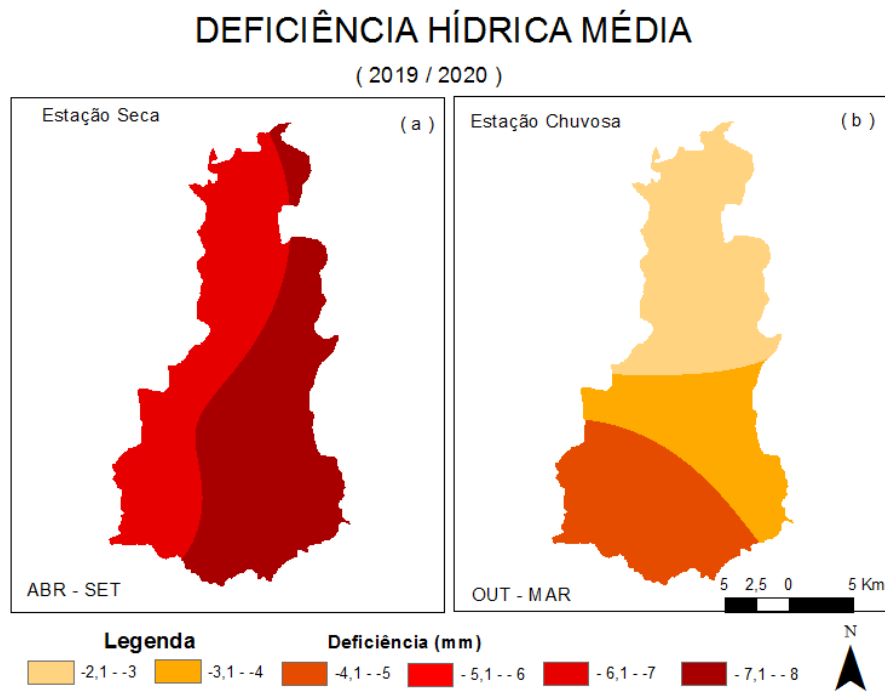 DEFICIÊNCIA HÍDRICA MÉDIA
( 2019 / 2020 )
Estação Seca
( a )
ABR - SET
Estação Chuvosa
( b )
OUT - MAR
5 2,5 0 5 Km
N
Legenda
Deficiência (mm)
-2,1 - -3
-3,1 - -4
-4,1 - -5
- 5,1 - -6
-6,1 - -7
- 7,1 - - 8